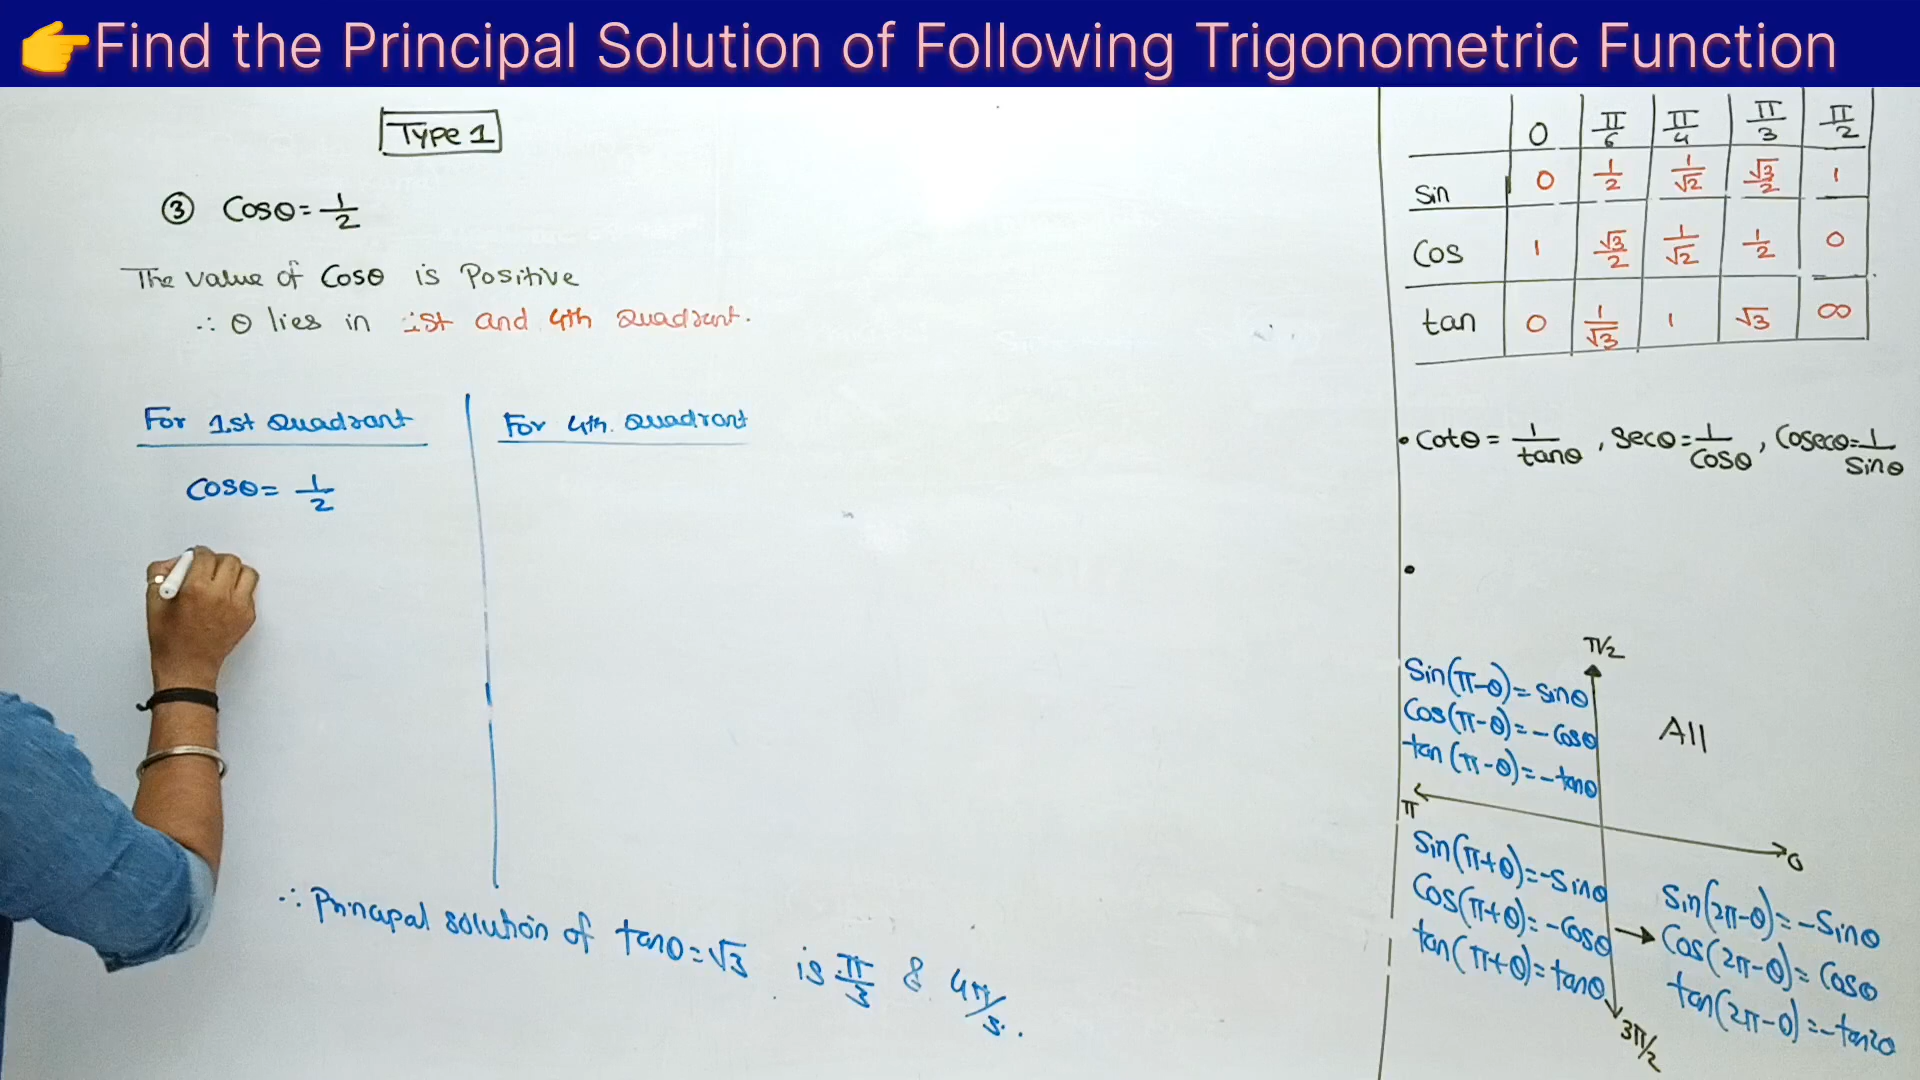 👉Find the Principal Solution of Following Trigonometric Function
Type 1
③ Cosθ = 1/2
The value of Cosθ is Positive
∴ θ lies in 1st and 4th Quadrant.
For 1st Quadrant
Cosθ = 1/2
For 4th Quadrant
∴ Principal solution of tanθ = √3 is π/3 & 4π/3.
0 π/6 π/4 π/3 π/2
Sin 0 1/2 1/√2 √3/2 1
Cos 1 √3/2 1/√2 1/2 0
tan 0 1/√3 1 √3 ∞
• Cotθ = 1/tanθ , Secθ = 1/Cosθ , Cosecθ = 1/Sinθ
•
π/2
Sin(π-θ) = Sinθ
Cos(π-θ) = -Cosθ
tan(π-θ) = -tanθ
All
π
0
Sin(π+θ) = -Sinθ
Cos(π+θ) = -Cosθ
tan(π+θ) = tanθ
Sin(2π-θ) = -Sinθ
→ Cos(2π-θ) = Cosθ
3π/2